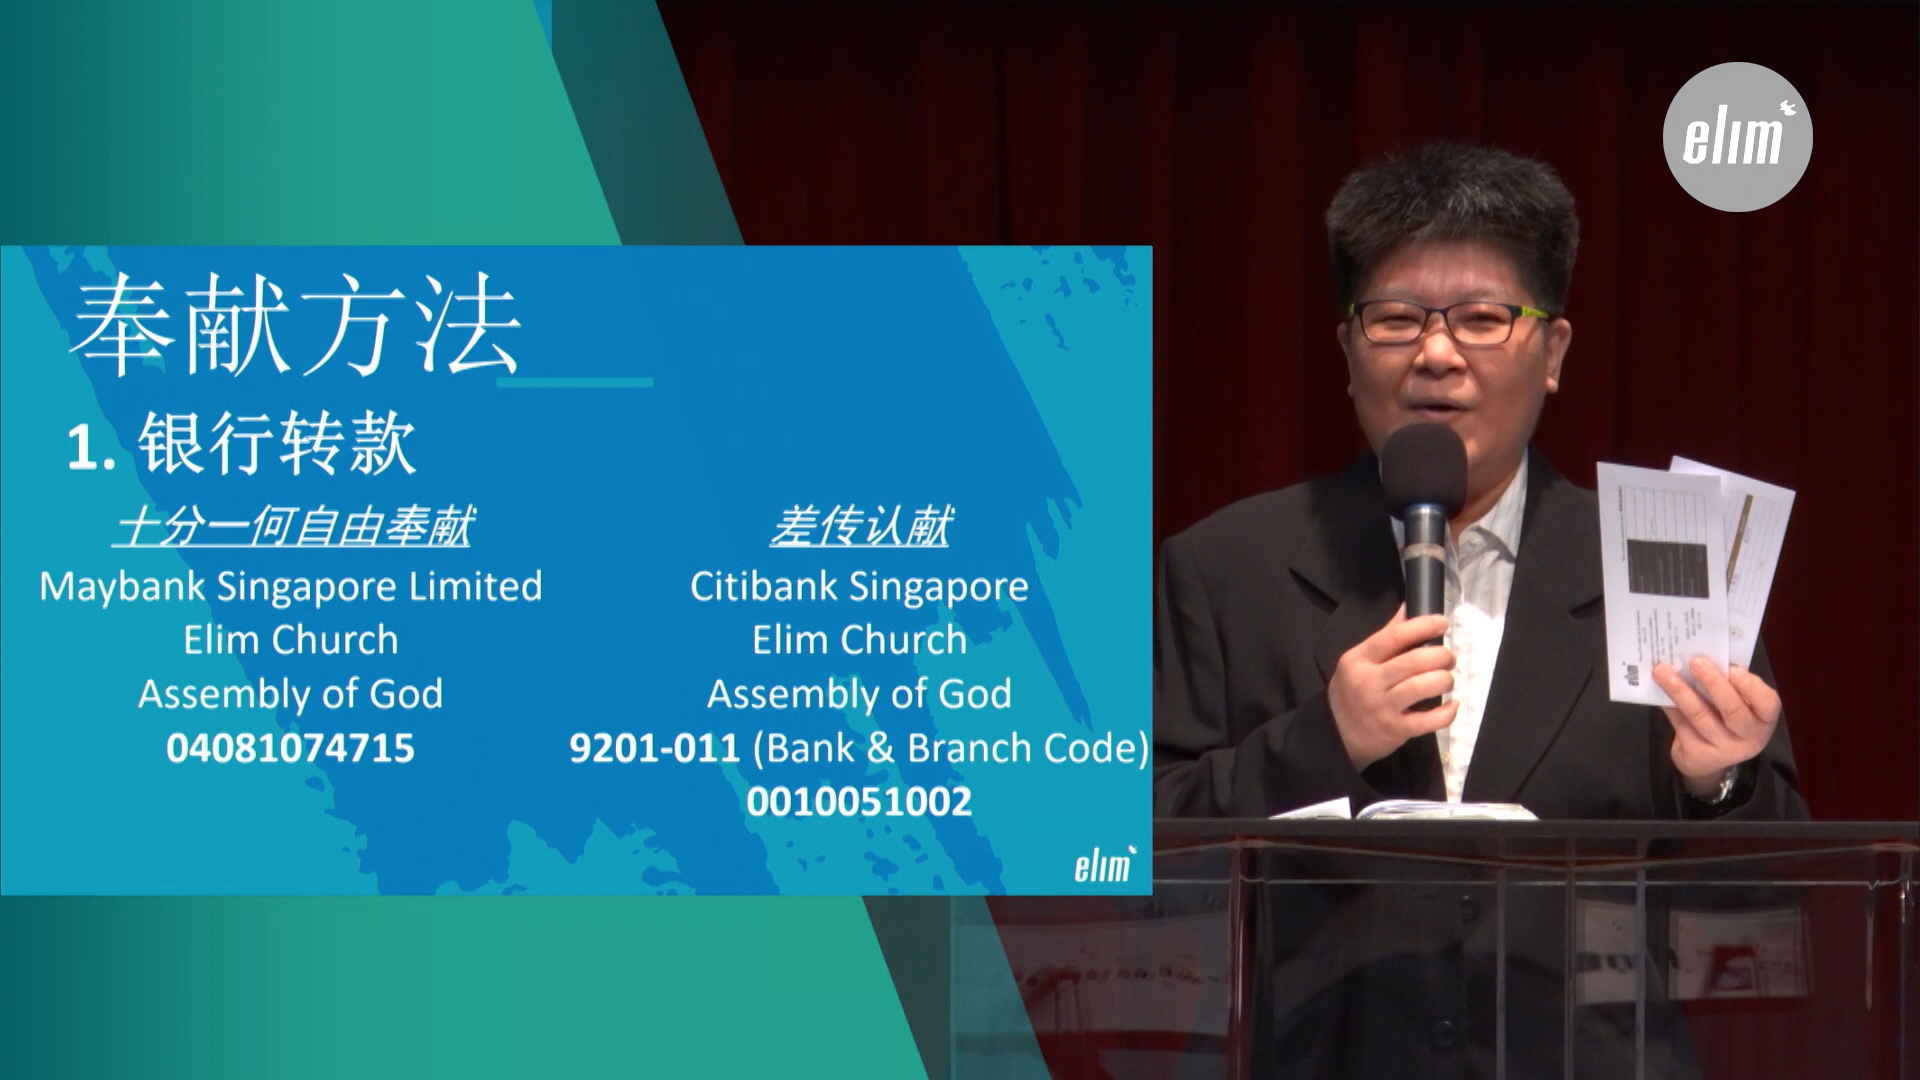 elim
奉献方法
1. 银行转款
十分一何自由奉献
Maybank Singapore Limited
Elim Church
Assembly of God
04081074715
差传认献
Citibank Singapore
Elim Church
Assembly of God
9201-011 (Bank & Branch Code)
0010051002
elim
elim